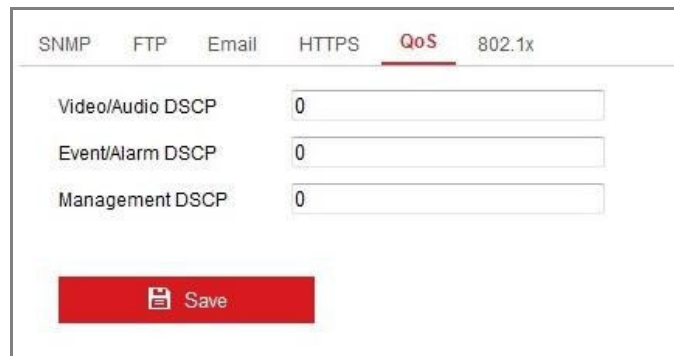 SNMP FTP Email HTTPS QoS 802.1x
Video/Audio DSCP 0
Event/Alarm DSCP 0
Management DSCP 0
Save